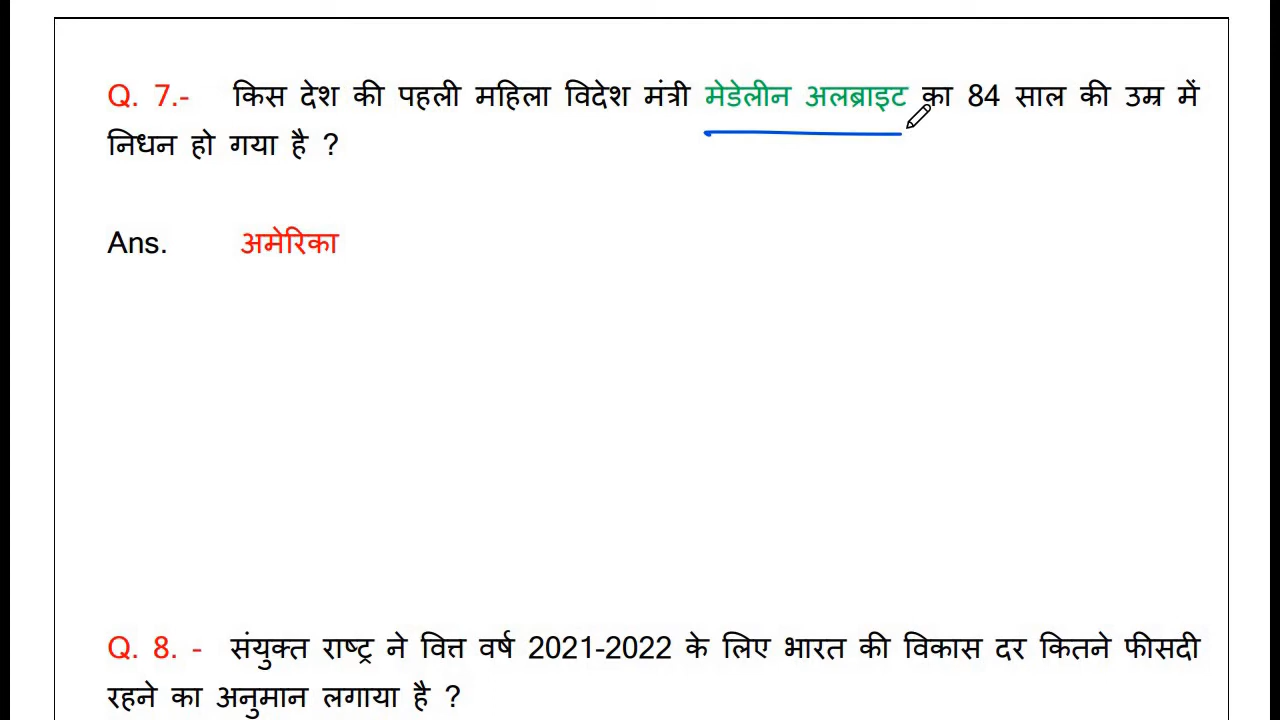 Q. 7.- किस देश की पहली महिला विदेश मंत्री मेडेलीन अलब्राइट का 84 साल की उम्र में
निधन हो गया है ?
Ans. अमेरिका
Q. 8. - संयुक्त राष्ट्र ने वित्त वर्ष 2021-2022 के लिए भारत की विकास दर कितने फीसदी
रहने का अनुमान लगाया है ?